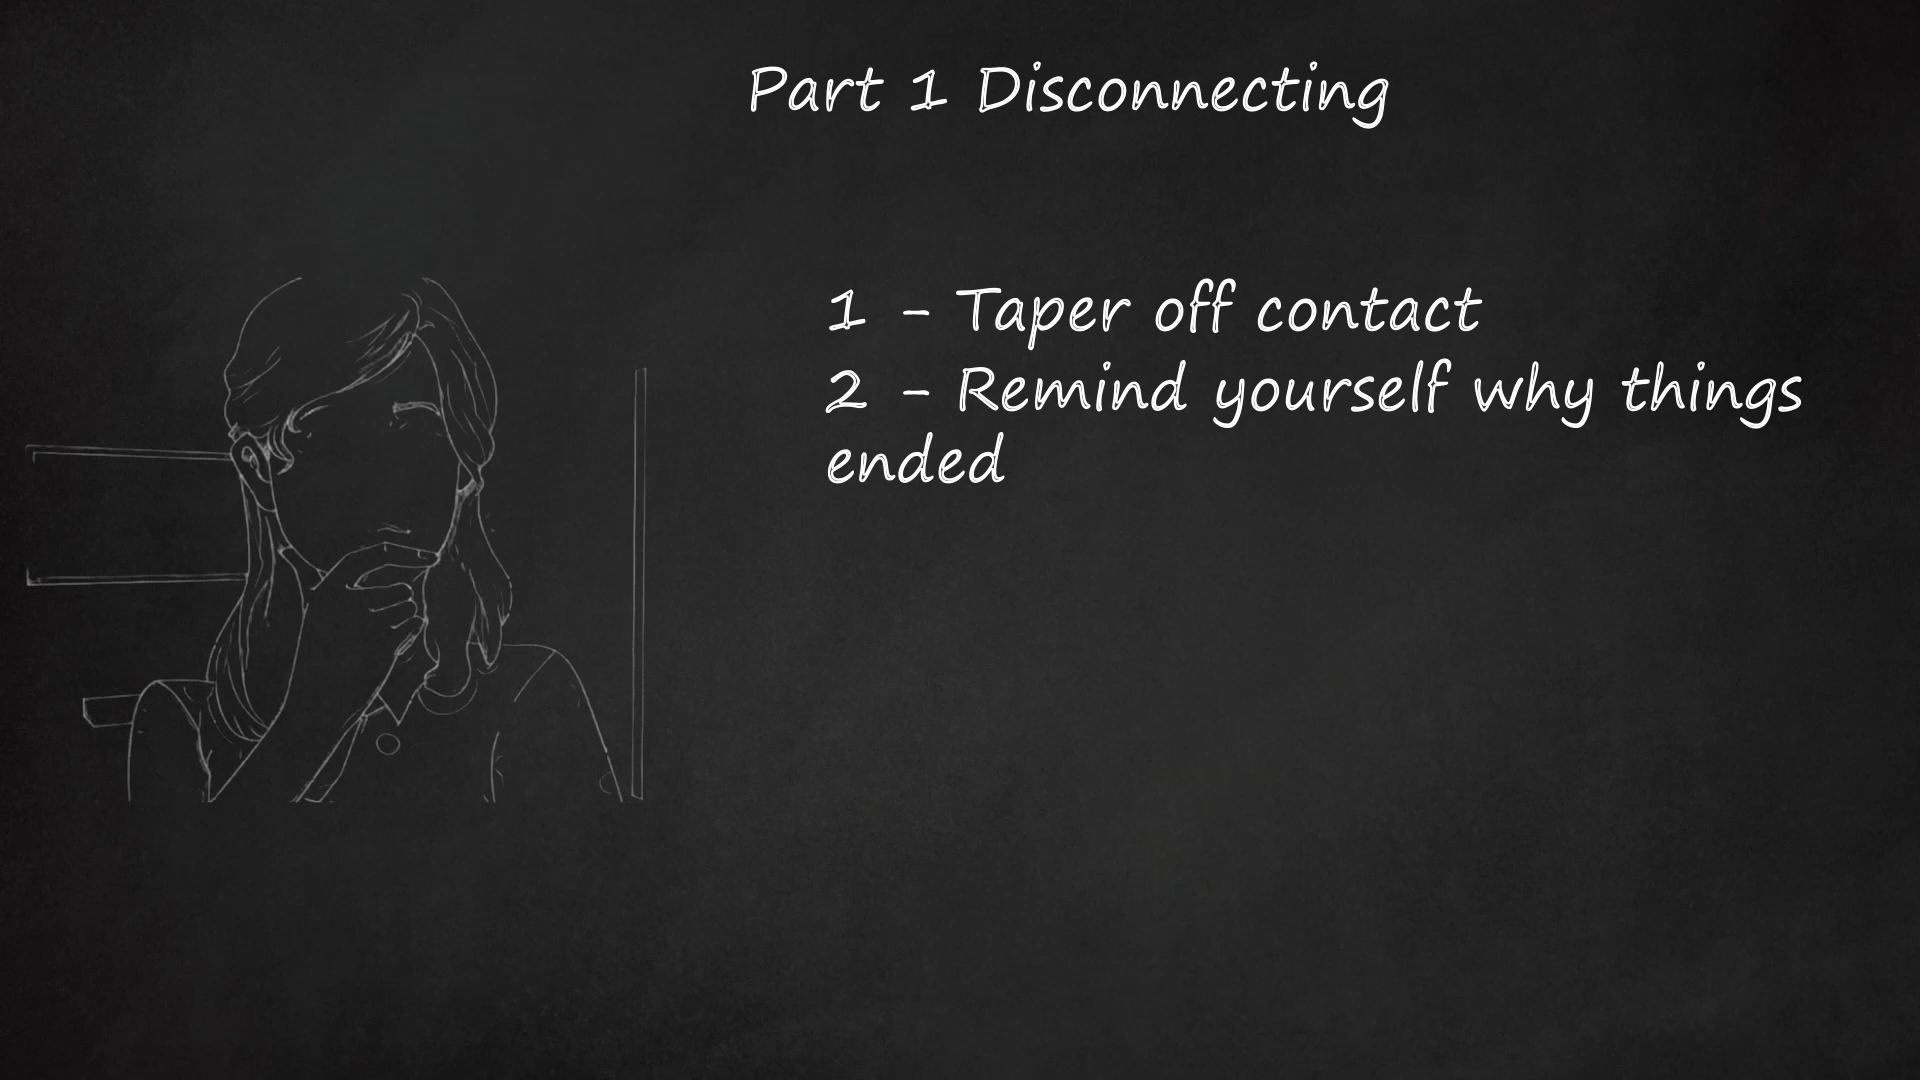 Part 1 Disconnecting
1 - Taper off contact
2 - Remind yourself why things
ended